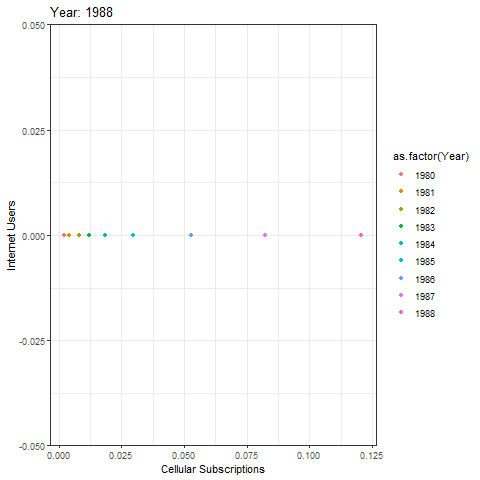 Year: 1988
0.050
0.025
0.000
-0.025
-0.050
Internet Users
0.000 0.025 0.050 0.075 0.100 0.125
Cellular Subscriptions
as.factor(Year)
1980
1981
1982
1983
1984
1985
1986
1987
1988